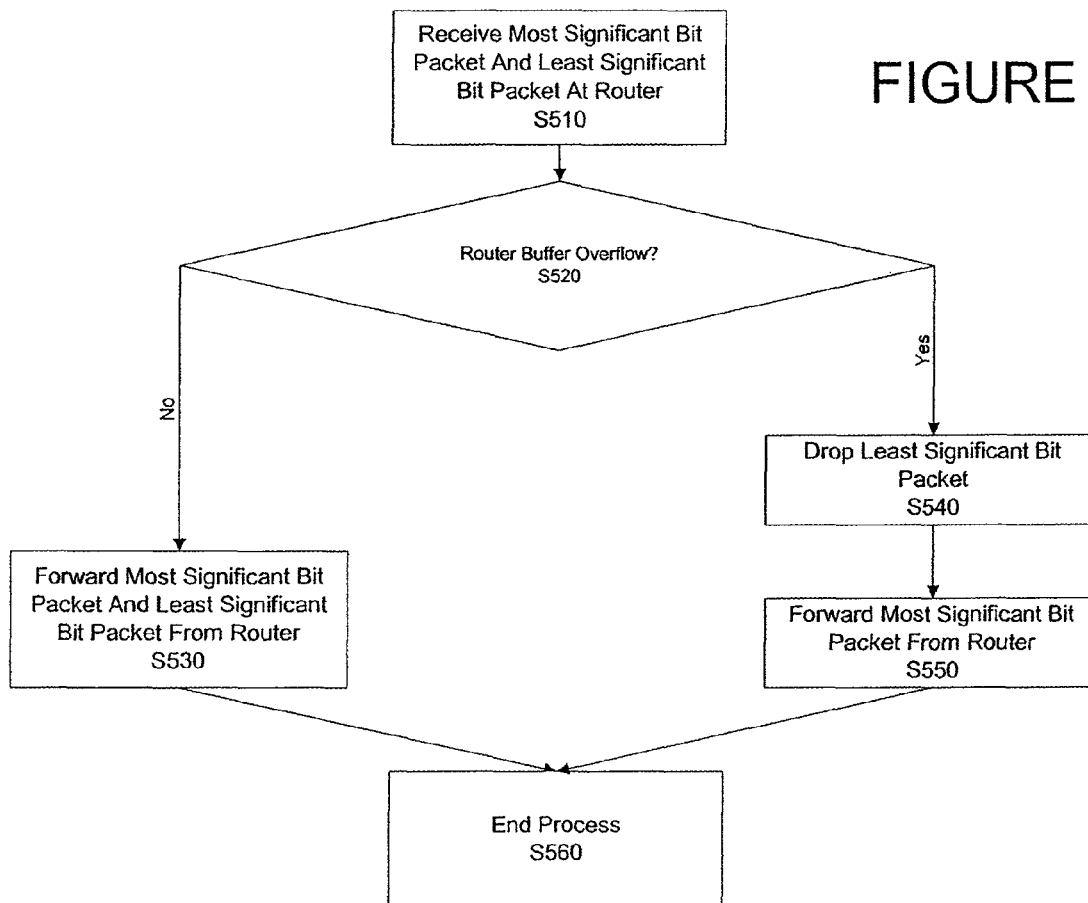 Receive Most Significant Bit
Packet And Least Significant
Bit Packet At Router
S510
FIGURE
Router Buffer Overflow?
S520
No
Yes
Drop Least Significant Bit
Packet
S540
Forward Most Significant Bit
Packet And Least Significant
Bit Packet From Router
S530
Forward Most Significant Bit
Packet From Router
S550
End Process
S560